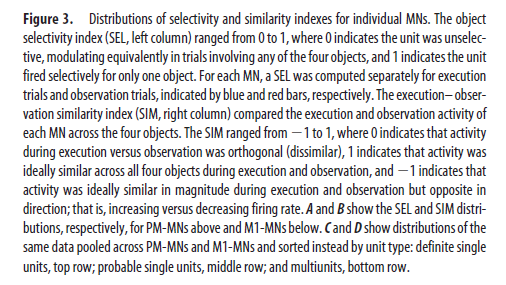 Figure 3. Distributions of selectivity and similarity indexes for individual MNs. The object
selectivity index (SEL, left column) ranged from 0 to 1, where 0 indicates the unit was unselec-
tive, modulating equivalently in trials involving any of the four objects, and 1 indicates the unit
fired selectively for only one object. For each MN, a SEL was computed separately for execution
trials and observation trials, indicated by blue and red bars, respectively. The execution–obser-
vation similarity index (SIM, right column) compared the execution and observation activity of
each MN across the four objects. The SIM ranged from −1 to 1, where 0 indicates that activity
during execution versus observation was orthogonal (dissimilar), 1 indicates that activity was
ideally similar across all four objects during execution and observation, and −1 indicates that
activity was ideally similar in magnitude during execution and observation but opposite in
direction; that is, increasing versus decreasing firing rate. A and B show the SEL and SIM distri-
butions, respectively, for PM-MNs above and M1-MNs below. C and D show distributions of the
same data pooled across PM-MNs and M1-MNs and sorted instead by unit type: definite single
units, top row; probable single units, middle row; and multiunits, bottom row.